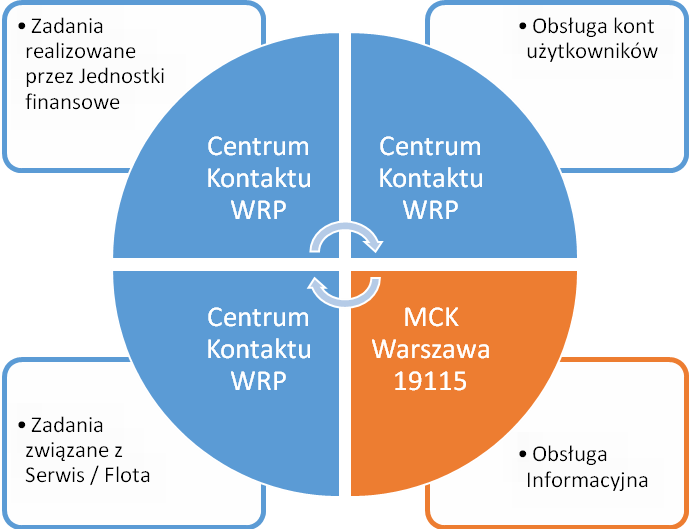 • Zadania
realizowane
przez Jednostki
finansowe
• Obsługa kont
użytkowników
Centrum
Kontaktu
WRP
Centrum
Kontaktu
WRP
Centrum
Kontaktu
WRP
MCK
Warszawa
19115
• Zadania
związane z
Serwis / Flota
• Obsługa
Informacyjna